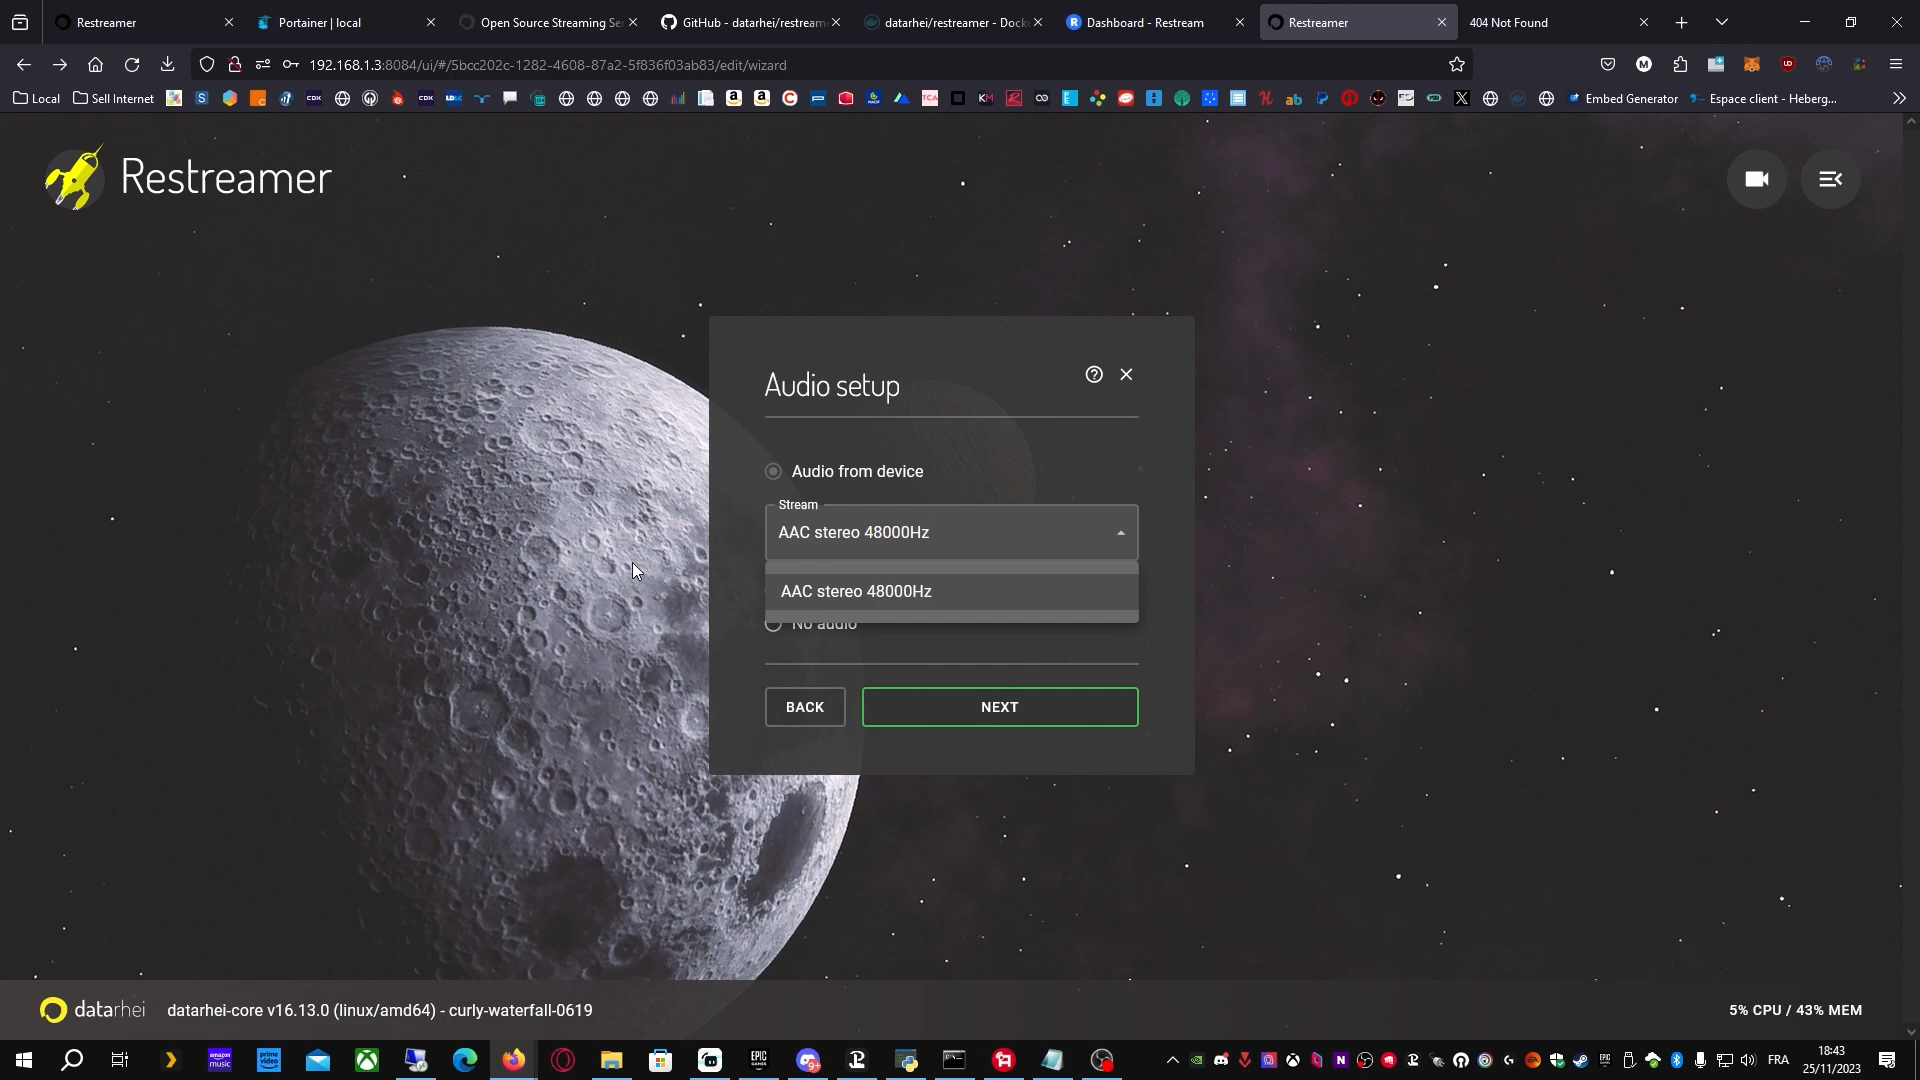 Restreamer
Portainer | local
Open Source Streaming Se
GitHub - datarhei/restream
datarhei/restreamer - Dock
Dashboard - Restream
Restreamer
404 Not Found
192.168.1.3:8084/ui/#/5bcc202c-1282-4608-87a2-5f836f03ab83/edit/wizard
Local
Sell Internet
Embed Generator
Espace client - Heberg...
Restreamer
Audio setup
Audio from device
Stream
AAC stereo 48000Hz
AAC stereo 48000Hz
No audio
BACK
NEXT
datarhei
datarhei-core v16.13.0 (linux/amd64) - curly-waterfall-0619
5% CPU / 43% MEM
FRA
18:43
25/11/2023